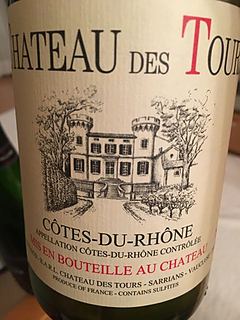 HATEAU DES TOUR
CÔTES-DU-RHÔNE
APPELLATION CÔTES-DU-RHÔNE CONTRÔLÉE
MIS EN BOUTEILLE AU CHATEAU
E.A.R.L. CHATEAU DES TOURS - SARRIANS - VAUCLU
PRODUCE OF FRANCE - CONTAINS SULFITES